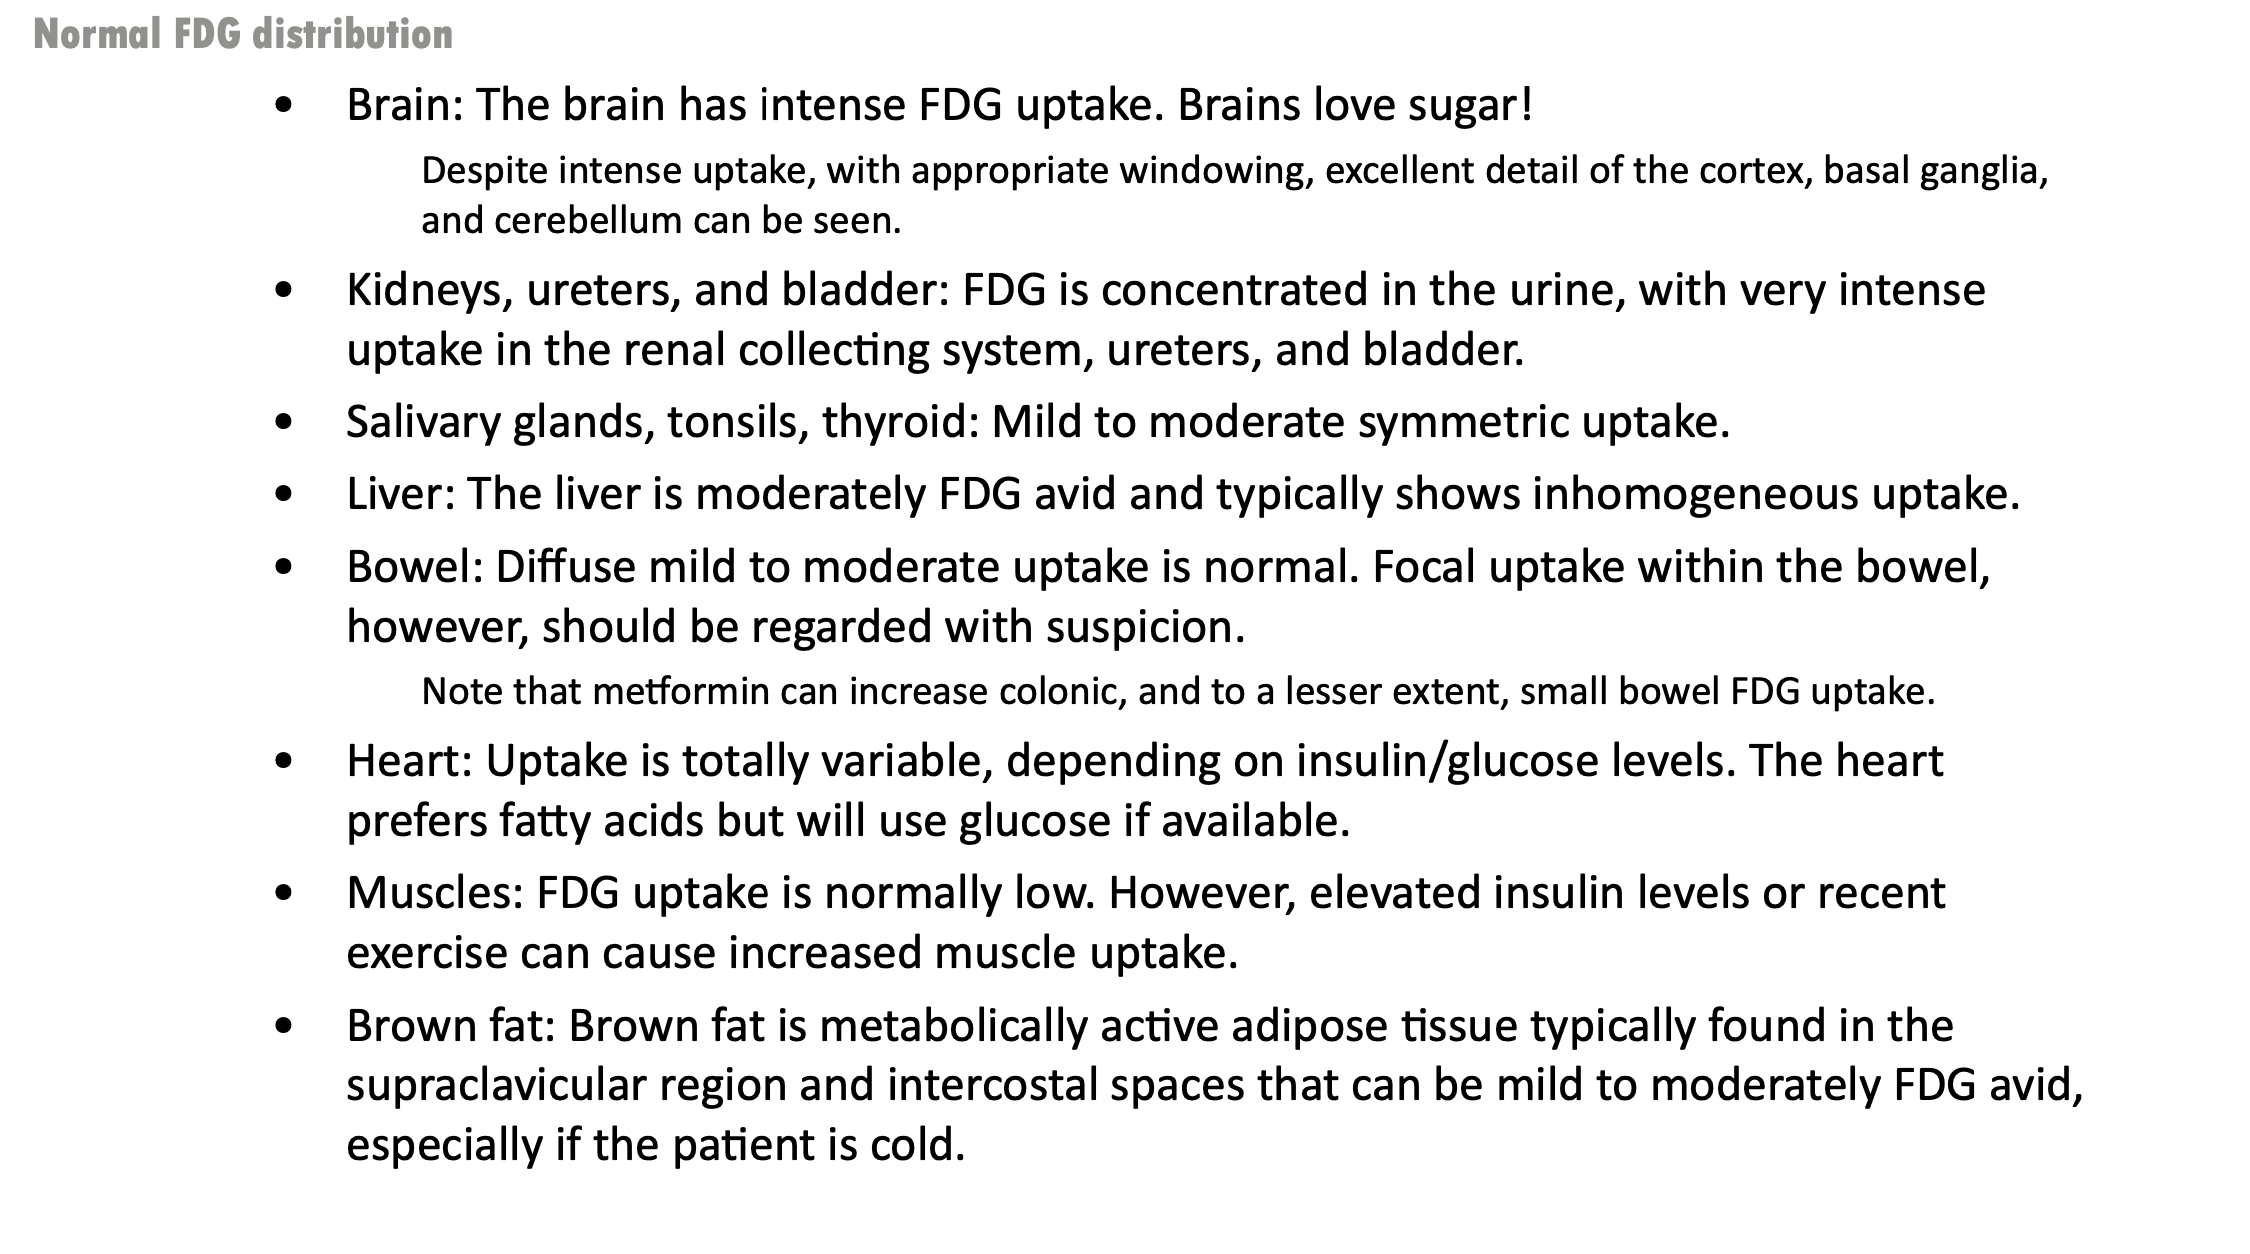 Normal FDG distribution
• Brain: The brain has intense FDG uptake. Brains love sugar!
Despite intense uptake, with appropriate windowing, excellent detail of the cortex, basal ganglia,
and cerebellum can be seen.
• Kidneys, ureters, and bladder: FDG is concentrated in the urine, with very intense
uptake in the renal collecting system, ureters, and bladder.
• Salivary glands, tonsils, thyroid: Mild to moderate symmetric uptake.
• Liver: The liver is moderately FDG avid and typically shows inhomogeneous uptake.
• Bowel: Diffuse mild to moderate uptake is normal. Focal uptake within the bowel,
however, should be regarded with suspicion.
Note that metformin can increase colonic, and to a lesser extent, small bowel FDG uptake.
• Heart: Uptake is totally variable, depending on insulin/glucose levels. The heart
prefers fatty acids but will use glucose if available.
• Muscles: FDG uptake is normally low. However, elevated insulin levels or recent
exercise can cause increased muscle uptake.
• Brown fat: Brown fat is metabolically active adipose tissue typically found in the
supraclavicular region and intercostal spaces that can be mild to moderately FDG avid,
especially if the patient is cold.